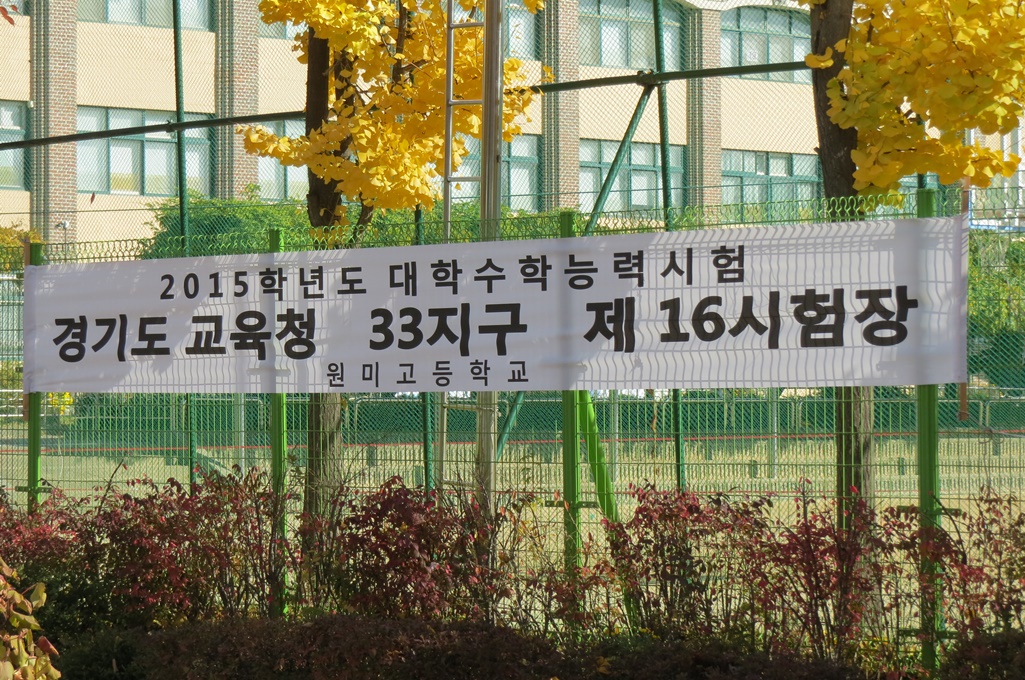 2015학년도 대학수학능력시험
경기도 교육청 33지구 제 16시험장
원미고등학교